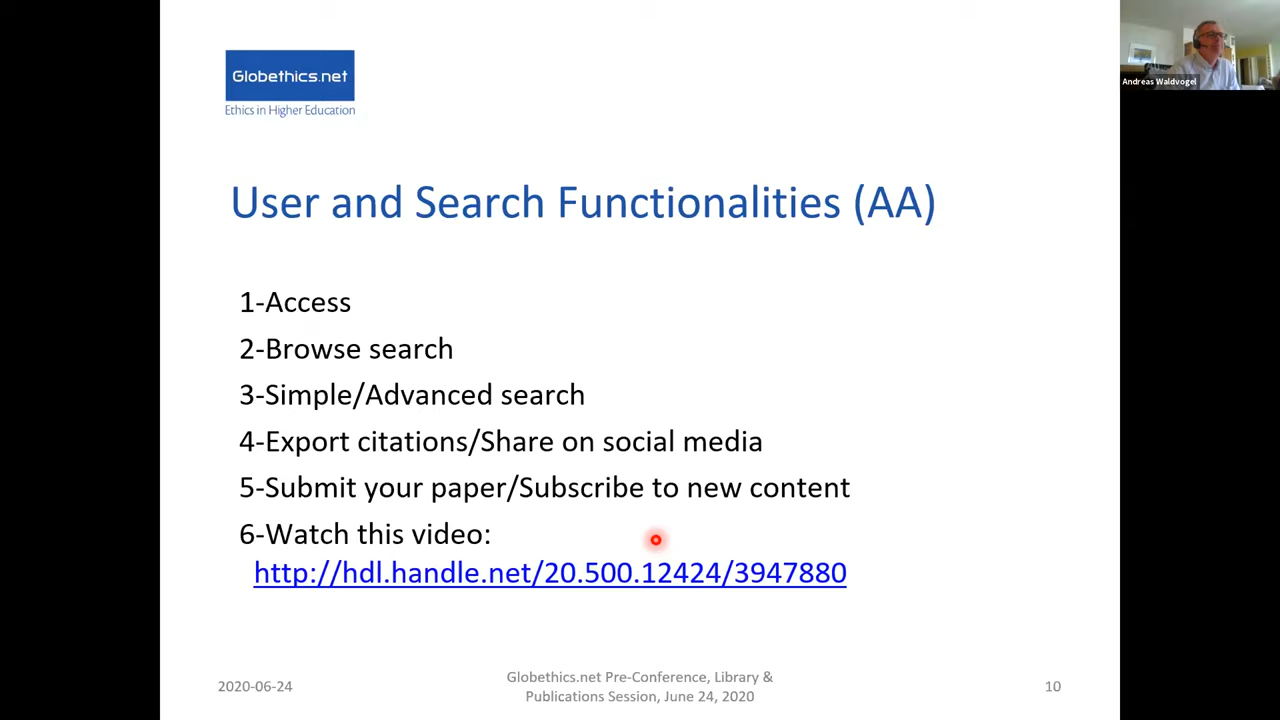 Globethics.net
Ethics in Higher Education
Andreas Waldvogel
User and Search Functionalities (AA)
1-Access
2-Browse search
3-Simple/Advanced search
4-Export citations/Share on social media
5-Submit your paper/Subscribe to new content
6-Watch this video:
http://hdl.handle.net/20.500.12424/3947880
2020-06-24
Globethics.net Pre-Conference, Library &
Publications Session, June 24, 2020
10